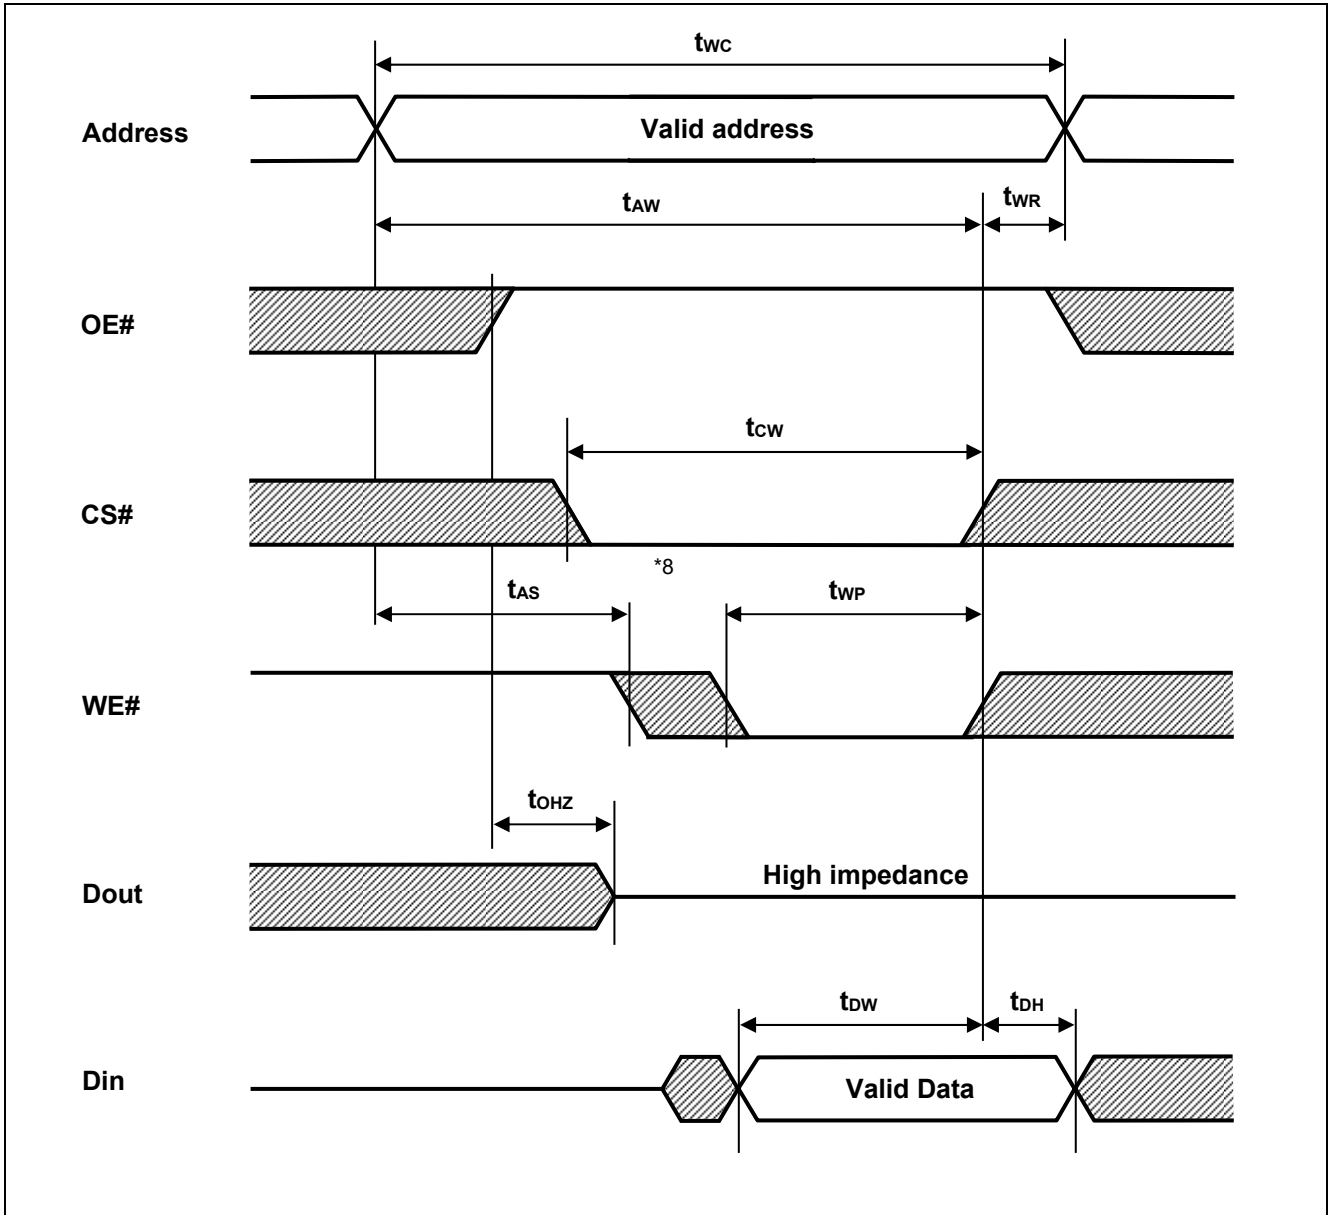 tWC
Address
Valid address
tAW
tWR
OE#
tCW
CS#
*8
tAS
tWP
WE#
tOHZ
High impedance
Dout
tDW
tDH
Din
Valid Data